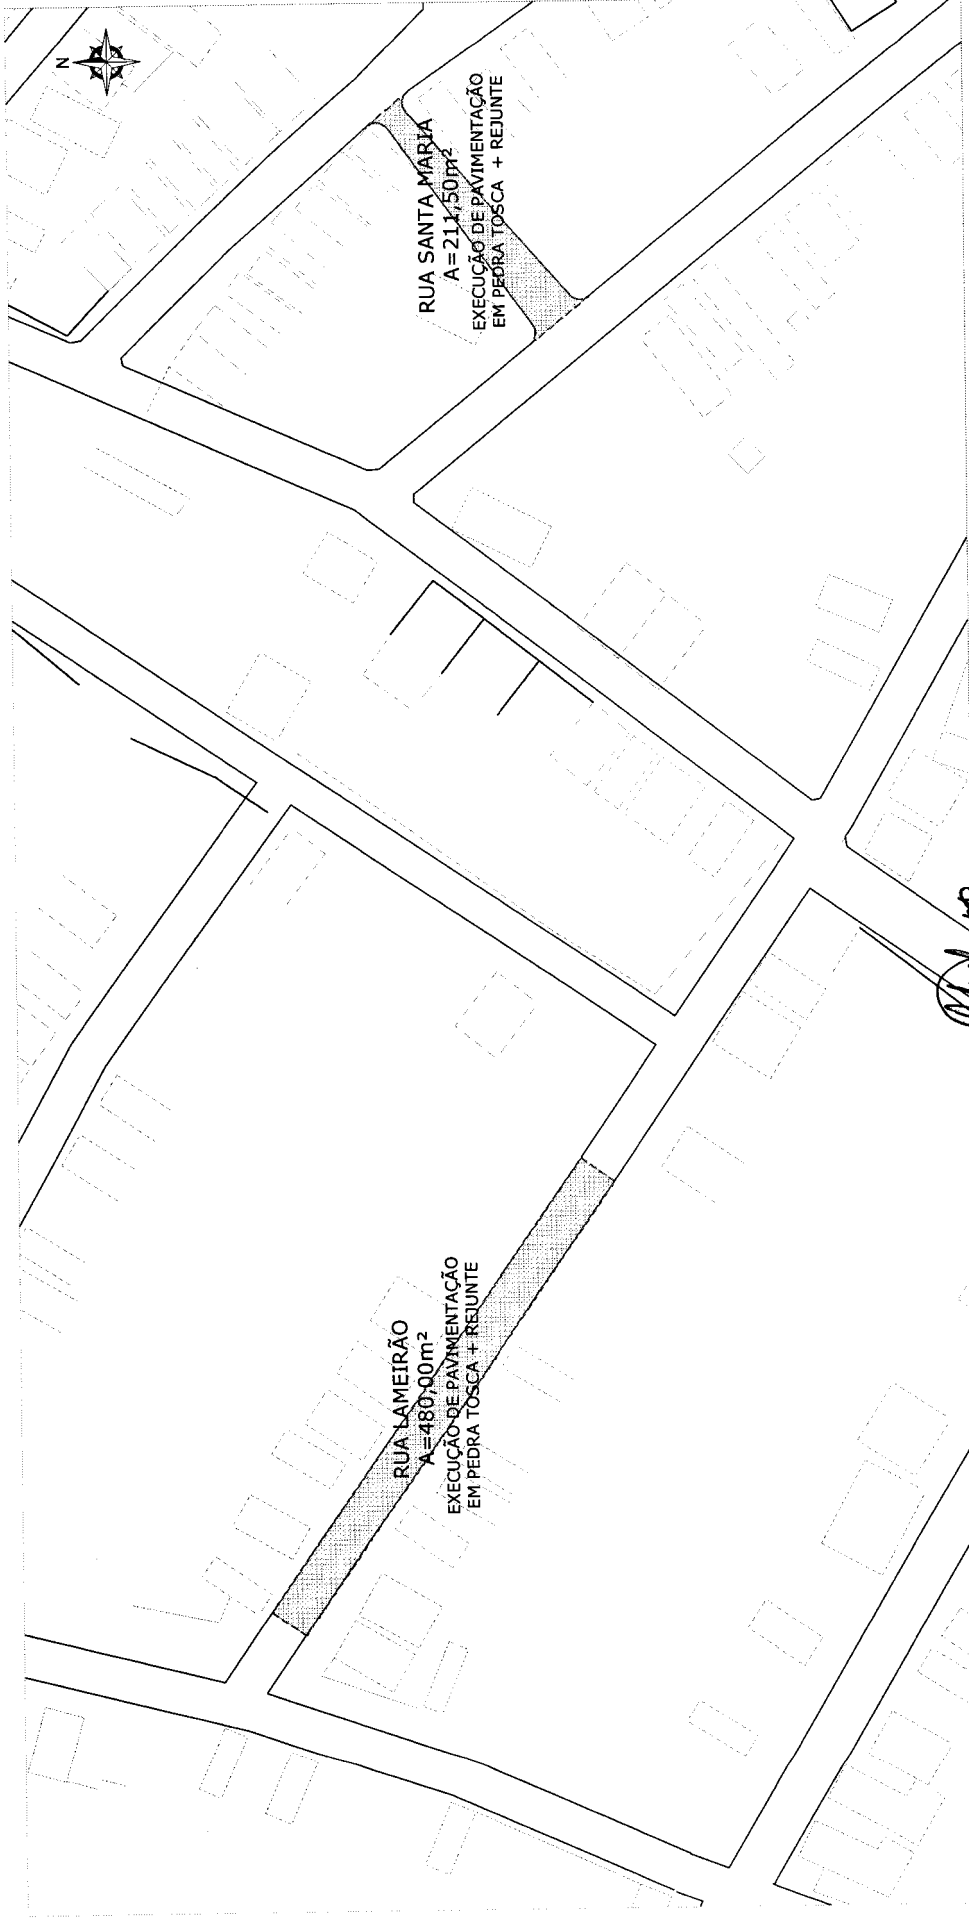 N
RUA SANTA MARIA
A=211,50m²
EXECUÇÃO DE PAVIMENTAÇÃO
EM PEDRA TOSCA + REJUNTE
RUA LAMEIRÃO
A=480,00m²
EXECUÇÃO DE PAVIMENTAÇÃO
EM PEDRA TOSCA + REJUNTE